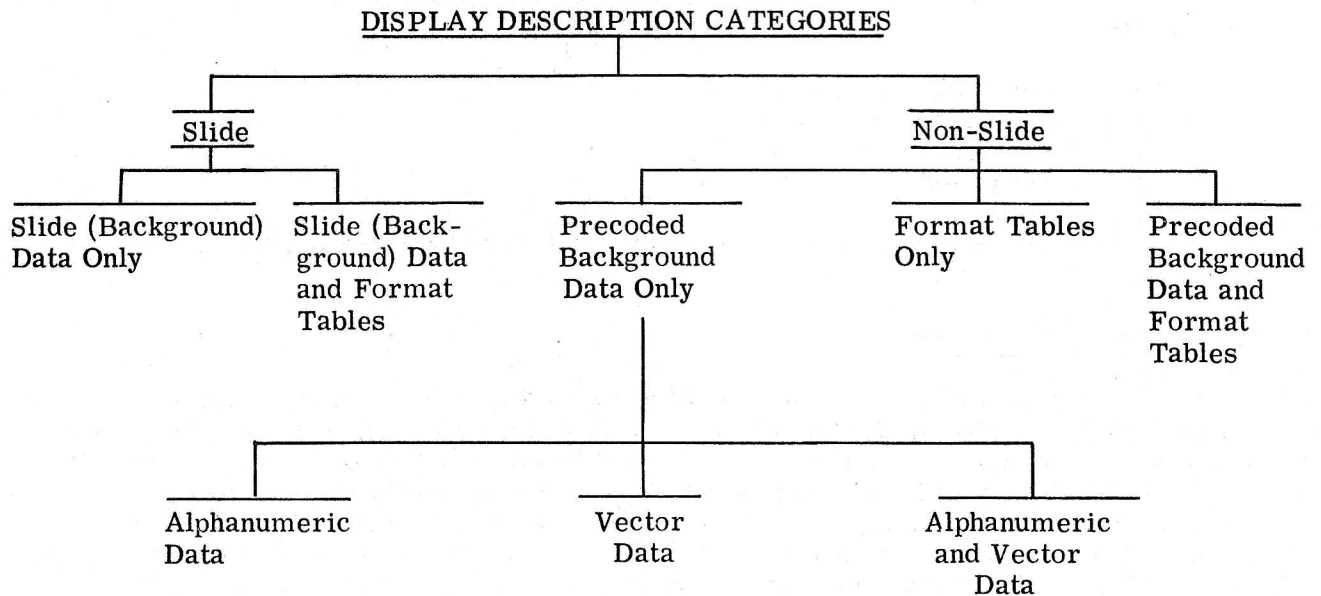 DISPLAY DESCRIPTION CATEGORIES
Slide
Non-Slide
Slide (Background)
Data Only
Slide (Back-
ground) Data
and Format
Tables
Precoded
Background
Data Only
Format Tables
Only
Precoded
Background
Data and
Format
Tables
Alphanumeric
Data
Vector
Data
Alphanumeric
and Vector
Data